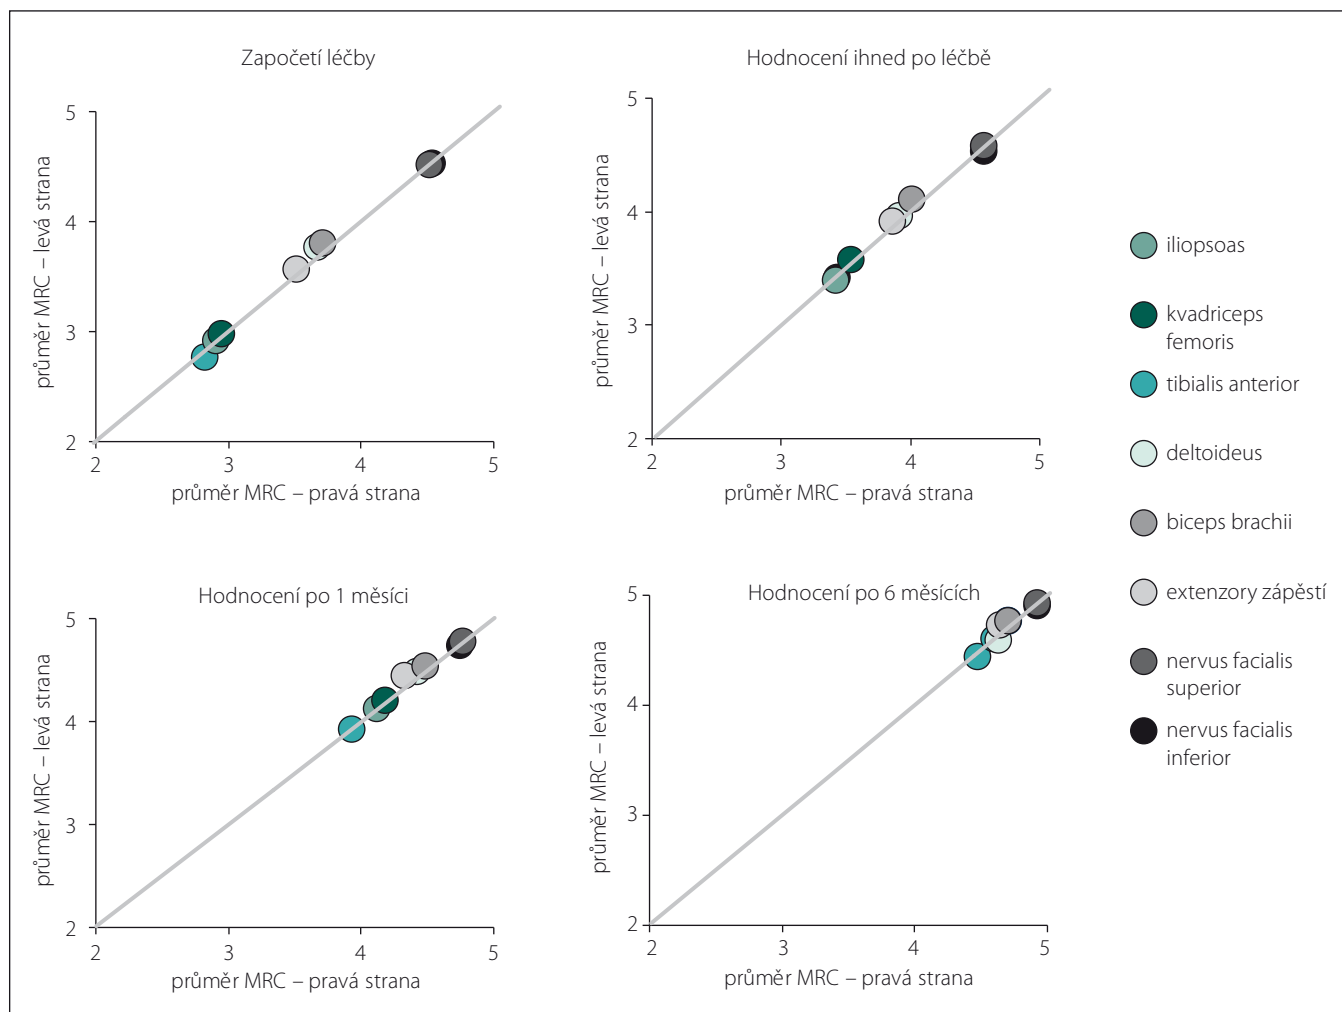 Započetí léčby
5
4
3
2
2
3
4
5
průměr MRC – levá strana
průměr MRC – pravá strana
Hodnocení ihned po léčbě
5
4
3
2
2
3
4
5
průměr MRC – levá strana
průměr MRC – pravá strana
Hodnocení po 1 měsíci
5
4
3
2
2
3
4
5
průměr MRC – levá strana
průměr MRC – pravá strana
Hodnocení po 6 měsících
5
4
3
2
2
3
4
5
průměr MRC – levá strana
průměr MRC – pravá strana
iliopsoas
kvadriceps
femoris
tibialis anterior
deltoideus
biceps brachii
extenzory zápěstí
nervus facialis
superior
nervus facialis
inferior